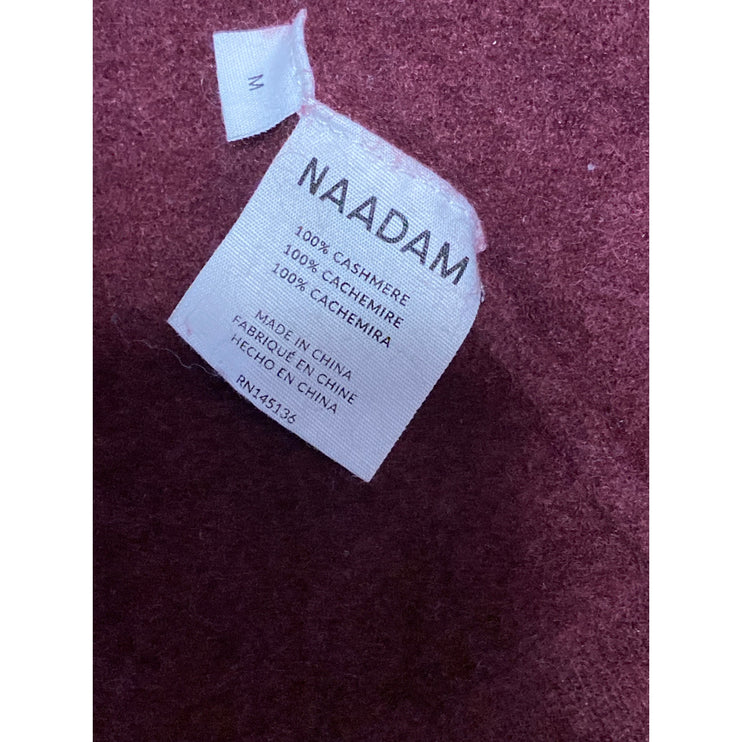 M
NAADAM
100% CASHMERE
100% CACHEMIRE
100% CACHEMIRA
MADE IN CHINA
FABRIQUÉ EN CHINE
HECHO EN CHINA
RN145136